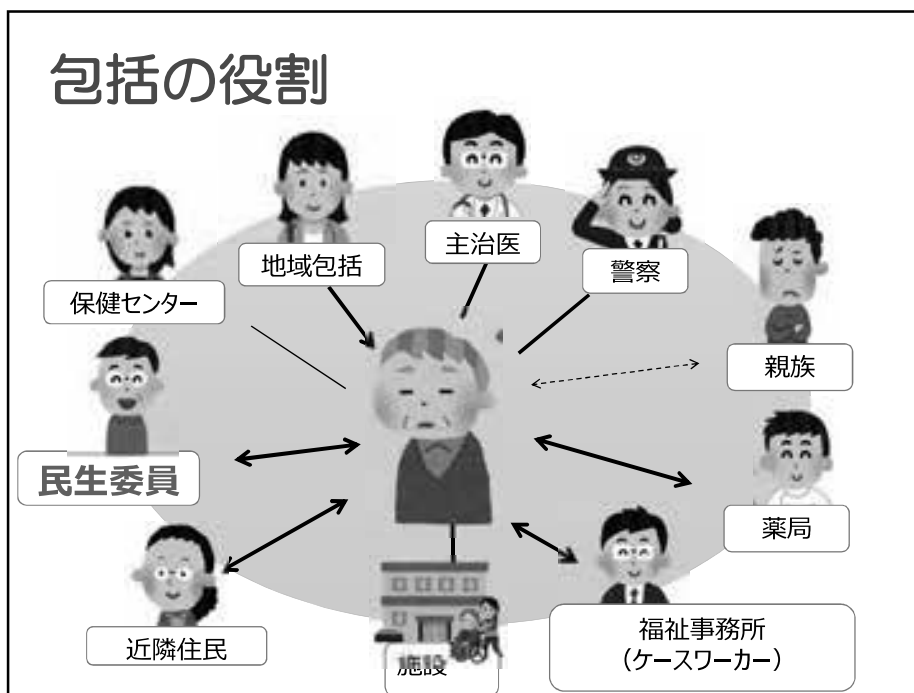 包括の役割
主治医
地域包括
警察
保健センター
親族
民生委員
薬局
近隣住民
施設
福祉事務所
（ケースワーカー）